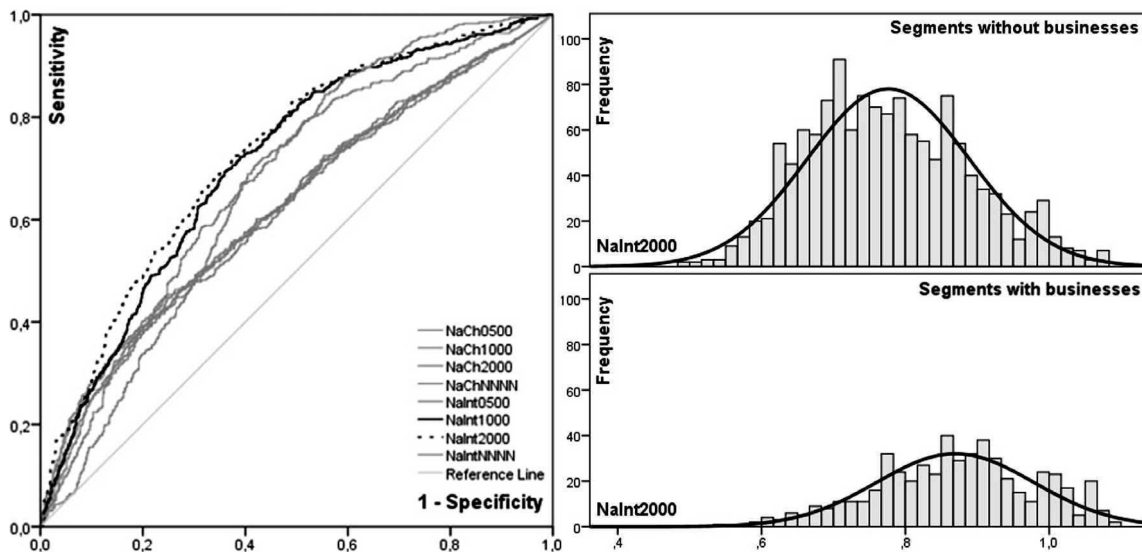 1,0
0,8
0,6
0,4
0,2
0,0
Sensitivity
NaCh0500
NaCh1000
NaCh2000
NaChNNNN
NaInt0500
NaInt1000
NaInt2000
NaIntNNNN
Reference Line
1 - Specificity
0,0
0,2
0,4
0,6
0,8
1,0
Segments without businesses
100
80
60
40
20
0
Frequency
NaInt2000
Segments with businesses
100
80
60
40
20
0
Frequency
NaInt2000
,4
,6
,8
1,0